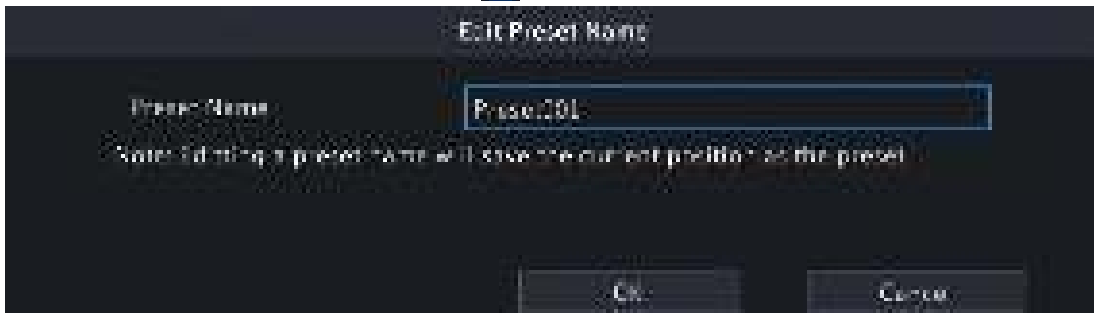 Edit Preset Name
Preset Name Preset001
Note: Editing a preset name will save the current position as the preset
OK Cancel